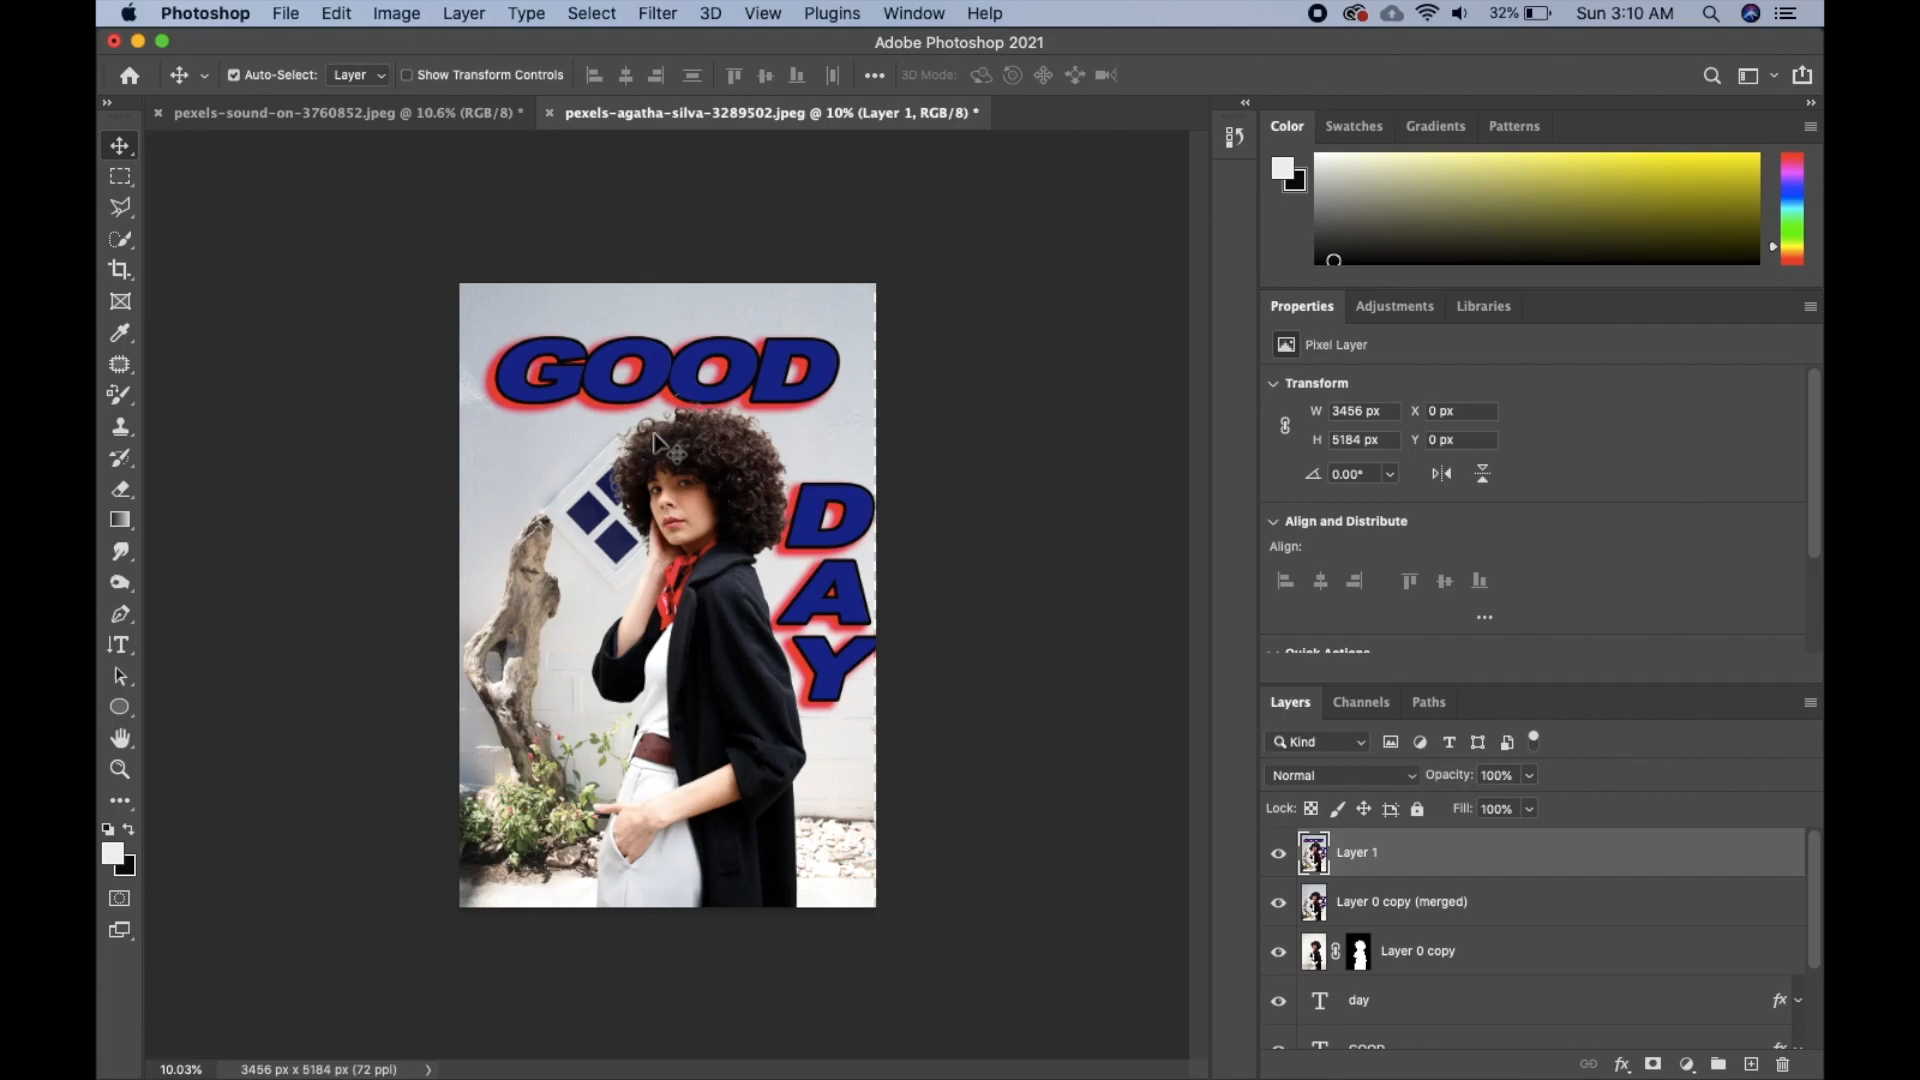 Photoshop File Edit Image Layer Type Select Filter 3D View Plugins Window Help
32% Sun 3:10 AM
Adobe Photoshop 2021
Auto-Select: Layer Show Transform Controls 3D Mode:
pexels-sound-on-3760852.jpeg @ 10.6% (RGB/8) * pexels-agatha-silva-3289502.jpeg @ 10% (Layer 1, RGB/8) *
Color Swatches Gradients Patterns
Properties Adjustments Libraries
Pixel Layer
Transform
W 3456 px X 0 px
H 5184 px Y 0 px
0.00°
Align and Distribute
Align:
Quick Actions
GOOD
D
A
Y
Layers Channels Paths
Kind
Normal Opacity: 100%
Lock: Fill: 100%
Layer 1
Layer 0 copy (merged)
Layer 0 copy
T day fx
T GOOD fx
10.03% 3456 px x 5184 px (72 ppi)
fx